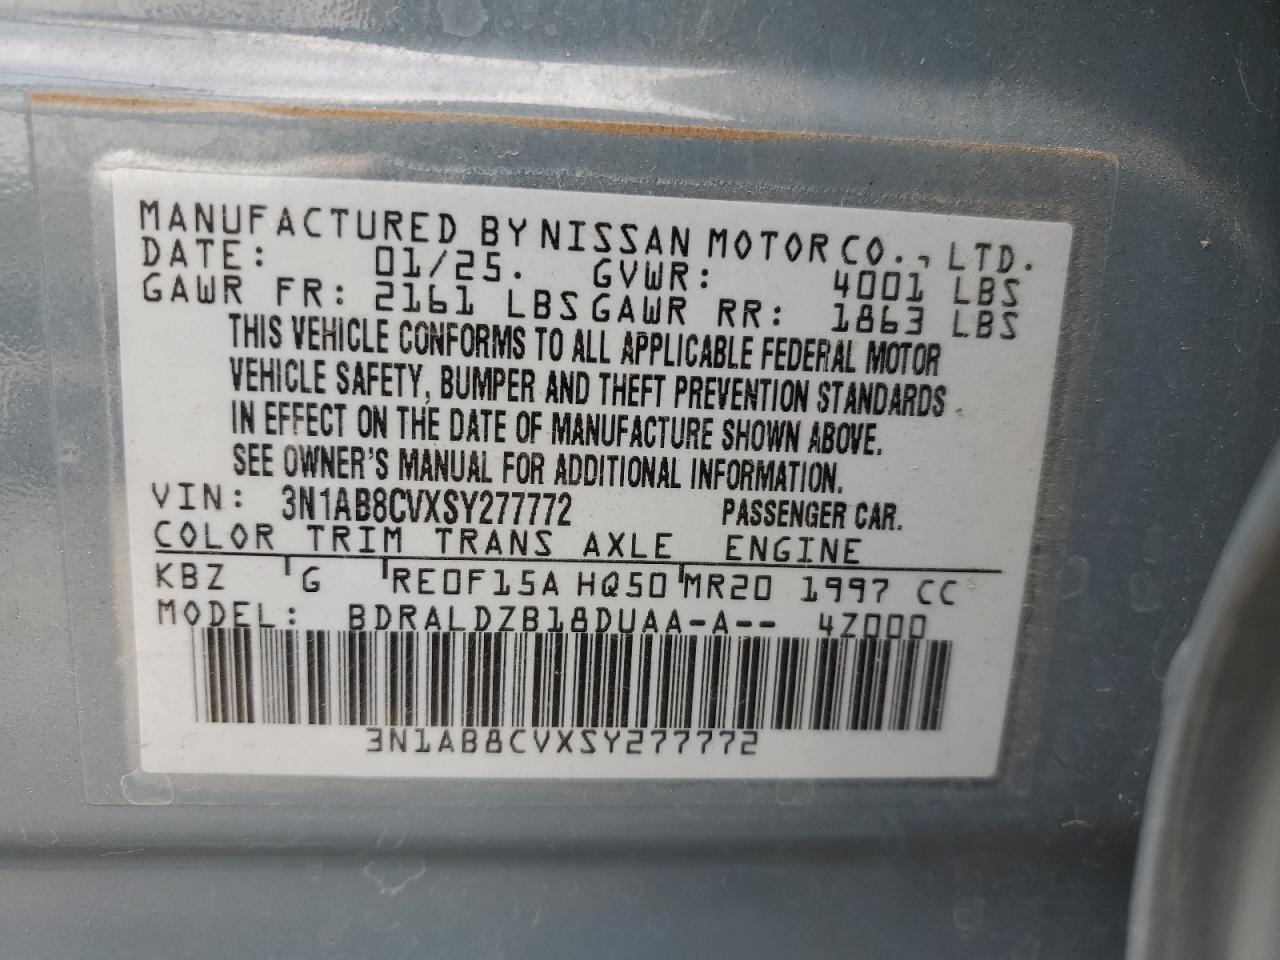 MANUFACTURED BY NISSAN MOTOR CO., LTD.
DATE: 01/25. GVWR: 4001 LBS
GAWR FR: 2161 LBS GAWR RR: 1863 LBS
THIS VEHICLE CONFORMS TO ALL APPLICABLE FEDERAL MOTOR
VEHICLE SAFETY, BUMPER AND THEFT PREVENTION STANDARDS
IN EFFECT ON THE DATE OF MANUFACTURE SHOWN ABOVE.
SEE OWNER'S MANUAL FOR ADDITIONAL INFORMATION.
VIN: 3N1AB8CVXSY277772 PASSENGER CAR.
COLOR TRIM TRANS AXLE ENGINE
KBZ G RE0F15A HQ50 MR20 1997 CC
MODEL: BDRALDZB18DUAA-A-- 4Z000
3N1AB8CVXSY277772